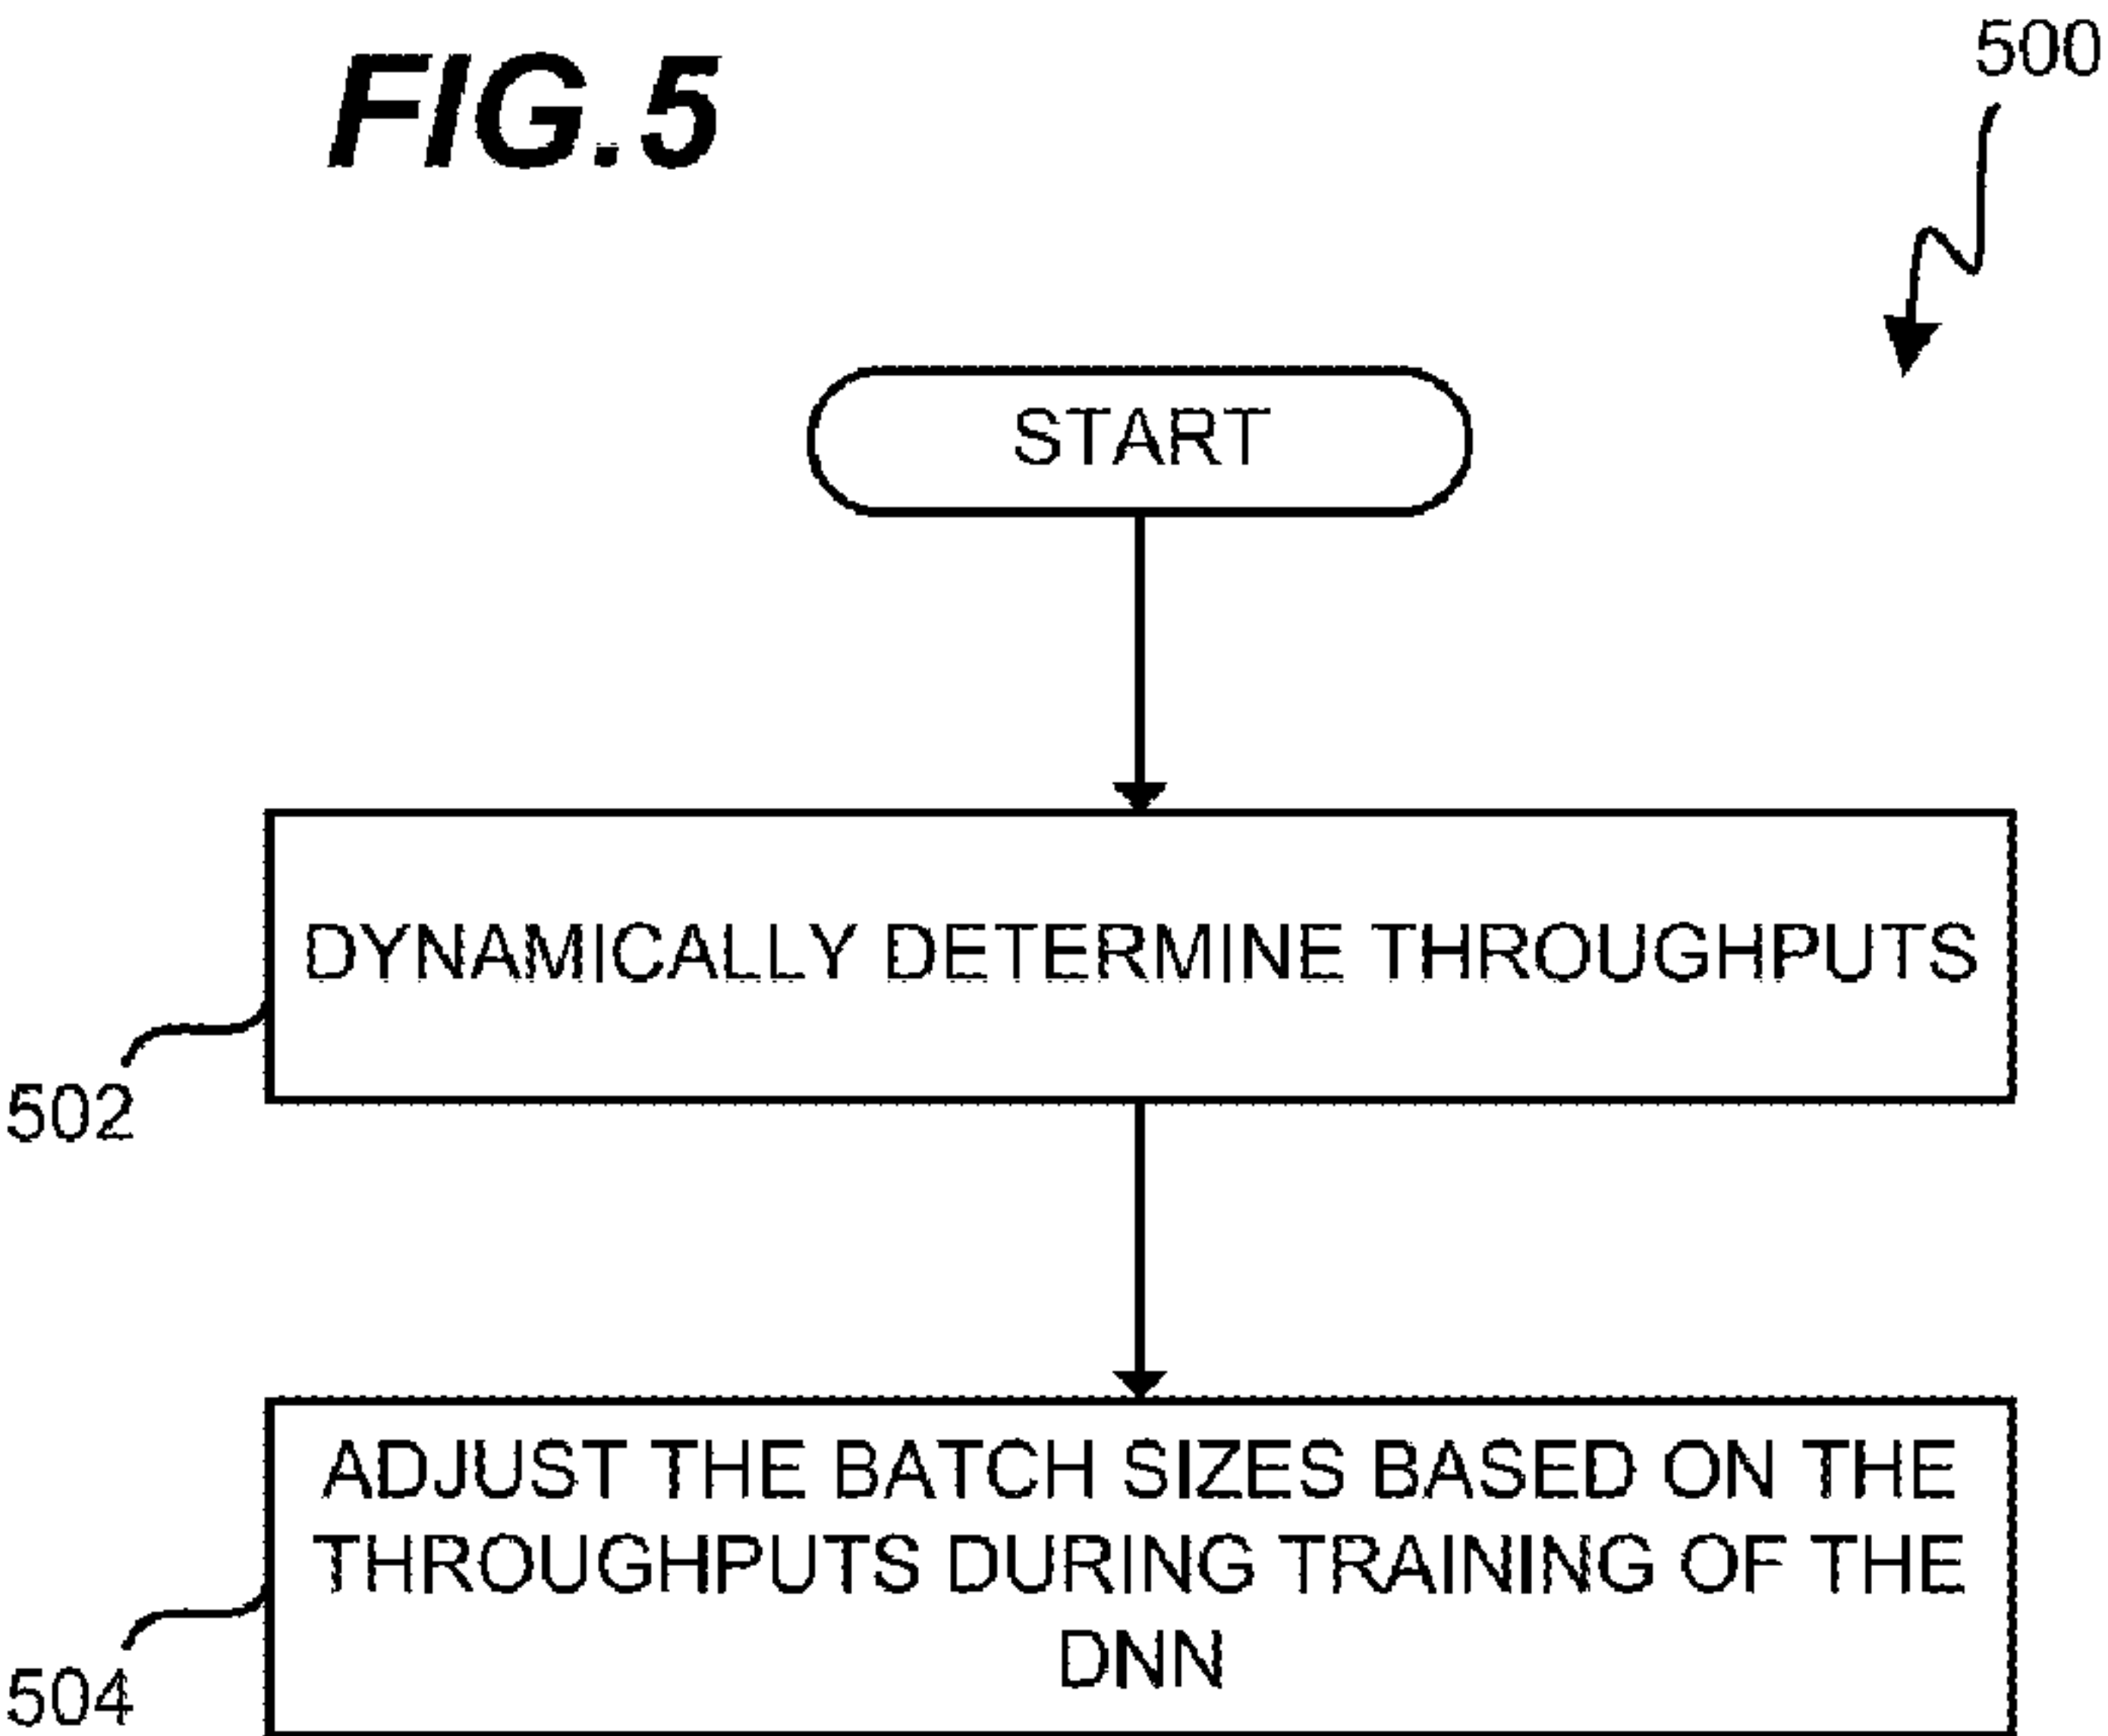 FIG.5
500
START
DYNAMICALLY DETERMINE THROUGHPUTS
502
ADJUST THE BATCH SIZES BASED ON THE
THROUGHPUTS DURING TRAINING OF THE
DNN
504